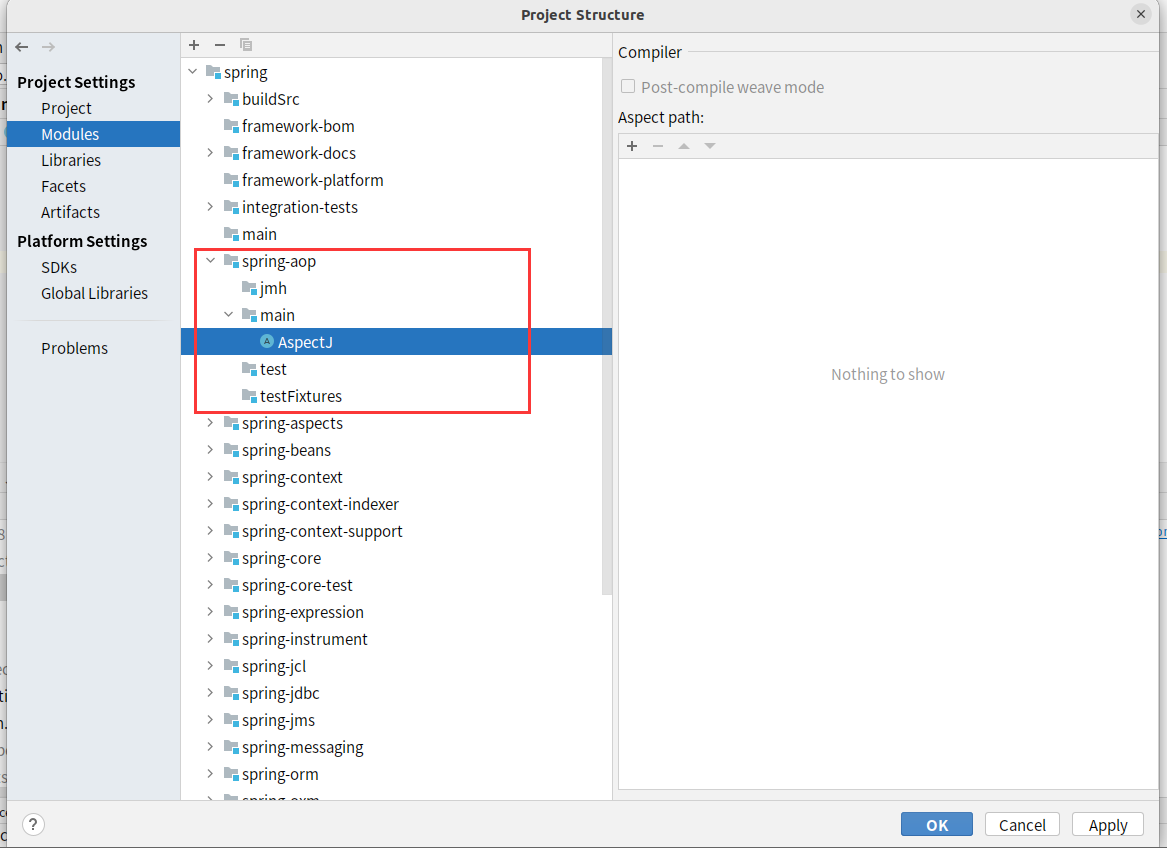 Project Structure
Project Settings
Project
Modules
Libraries
Facets
Artifacts
Platform Settings
SDKs
Global Libraries
Problems
spring
buildSrc
framework-bom
framework-docs
framework-platform
integration-tests
main
spring-aop
jmh
main
A AspectJ
test
testFixtures
spring-aspects
spring-beans
spring-context
spring-context-indexer
spring-context-support
spring-core
spring-core-test
spring-expression
spring-instrument
spring-jcl
spring-jdbc
spring-jms
spring-messaging
spring-orm
spring-oxm
Compiler
Post-compile weave mode
Aspect path:
Nothing to show
?
OK
Cancel
Apply